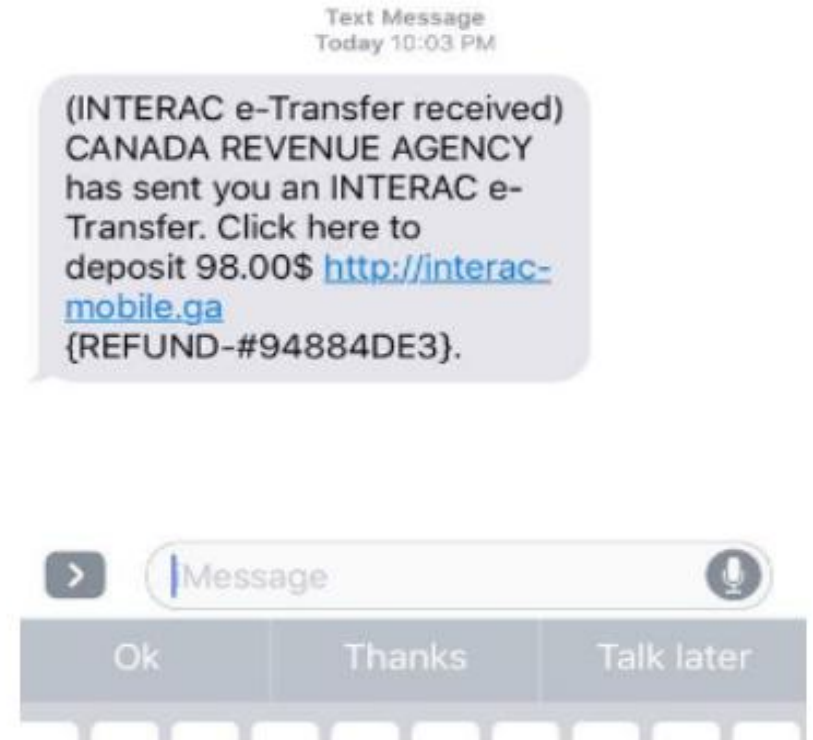 Text Message
Today 10:03 PM
(INTERAC e-Transfer received)
CANADA REVENUE AGENCY
has sent you an INTERAC e-
Transfer. Click here to
deposit 98.00$ http://interac-
mobile.ga
{REFUND-#94884DE3}.
Message
Ok
Thanks
Talk later